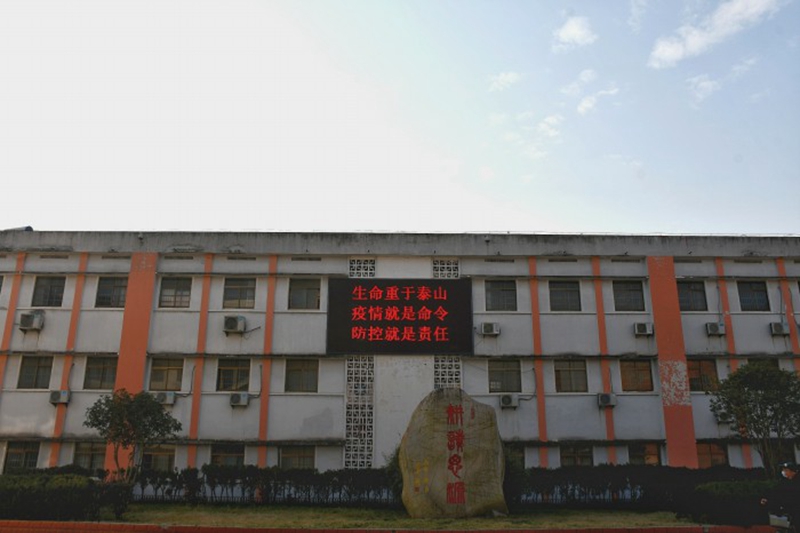 生命重于泰山
疫情就是命令
防控就是责任